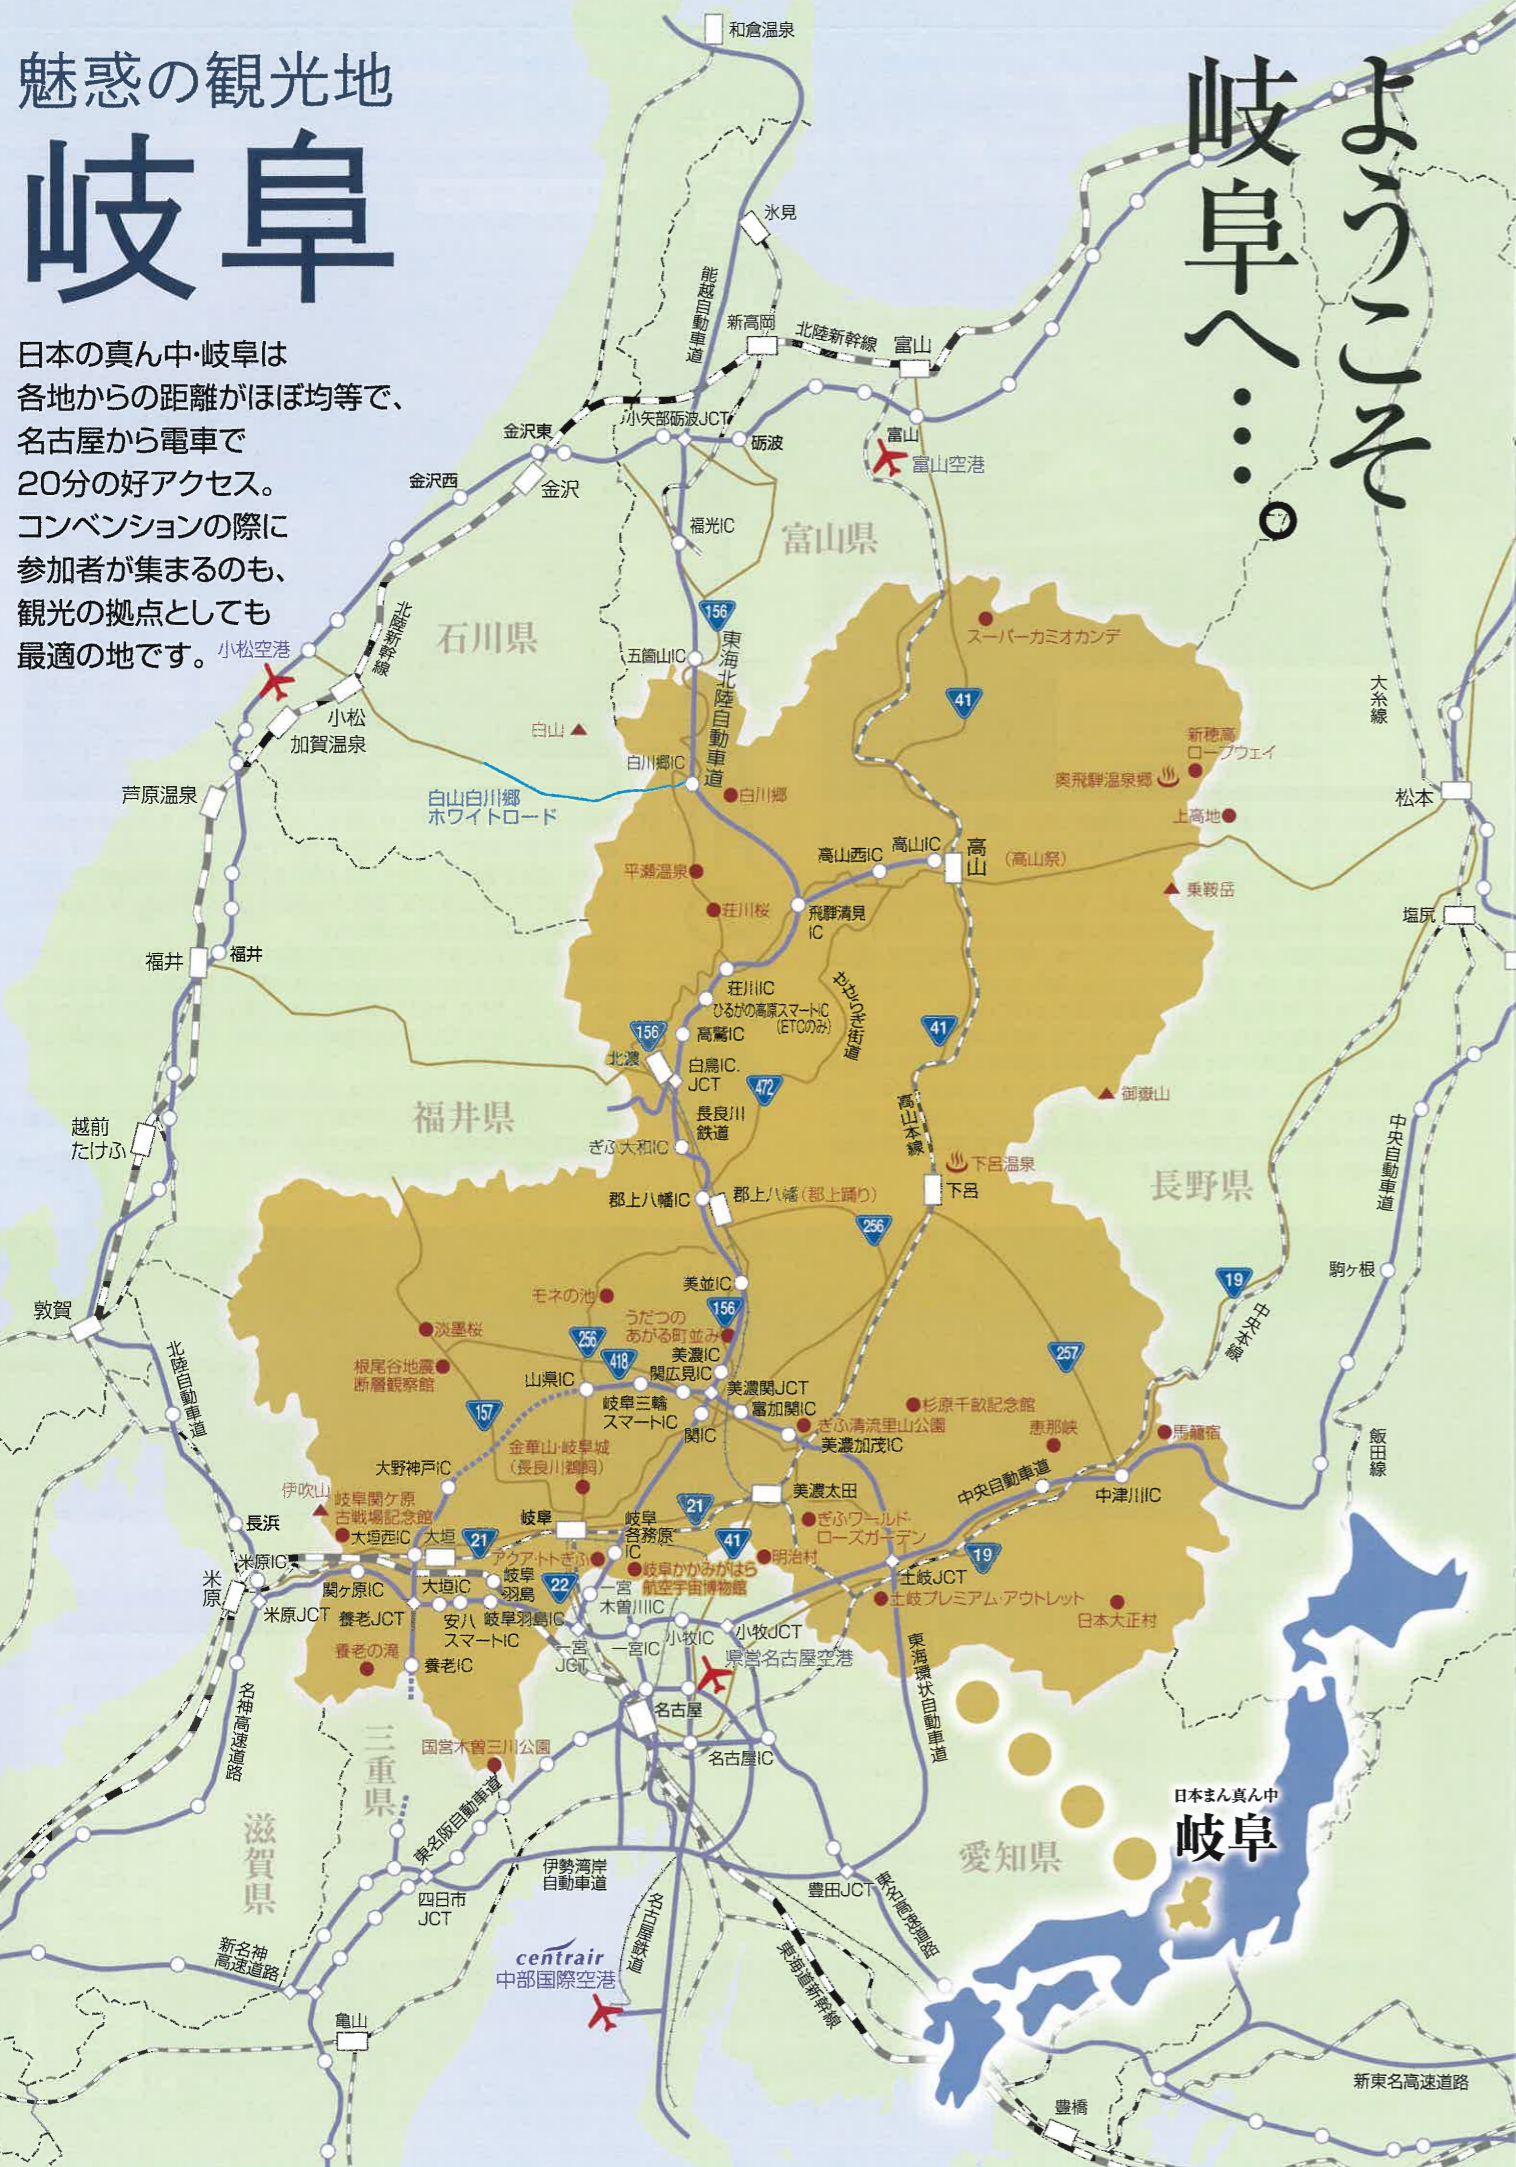 魅惑の観光地
岐阜
日本の真ん中・岐阜は
各地からの距離がほぼ均等で、
名古屋から電車で
20分の好アクセス。
コンベンションの際に
参加者が集まるのも、
観光の拠点としても
最適の地です。
ようこそ
岐阜へ…。
和倉温泉
氷見
能越自動車道
新高岡
北陸新幹線
富山
小矢部砺波JCT
砺波
富山
富山空港
金沢東
金沢西
金沢
福光IC
富山県
156
北陸新幹線
石川県
小松空港
小松
加賀温泉
五箇山IC
東海北陸自動車道
スーパーカミオカンデ
41
大糸線
白山
白川郷IC
白川郷
白山白川郷
ホワイトロード
新穂高
ロープウェイ
奥飛騨温泉郷
上高地
松本
芦原温泉
平瀬温泉
高山西IC
高山IC
高山
(高山祭)
乗鞍岳
塩尻
荘川桜
飛騨清見
IC
福井
福井
荘川IC
ひるがの高原スマートIC
(ETCのみ)
せせらぎ街道
156
高鷲IC
41
北濃
白鳥IC.
JCT
472
御嶽山
長良川
鉄道
高山本線
福井県
越前
たけふ
ぎふ大和IC
下呂温泉
下呂
長野県
中央自動車道
郡上八幡IC
郡上八幡(郡上踊り)
256
19
駒ヶ根
中央本線
美並IC
モネの池
156
うだつの
あがる町並み
敦賀
淡墨桜
256
418
美濃IC
257
北陸自動車道
根尾谷地震
断層観察館
関広見IC
山県IC
美濃関JCT
岐阜三輪
スマートIC
富加関IC
杉原千畝記念館
157
関IC
ぎふ清流里山公園
恵那峡
馬籠宿
飯田線
美濃加茂IC
金華山・岐阜城
(長良川鵜飼)
大野神戸IC
中央自動車道
中津川IC
伊吹山
岐阜関ケ原
古戦場記念館
美濃太田
21
長浜
大垣西IC
大垣
21
岐阜
岐阜
各務原
IC
ぎふワールド・
ローズガーデン
41
明治村
19
米原IC
米原
アクア・トトぎふ
岐阜かかみがはら
航空宇宙博物館
土岐JCT
関ヶ原IC
大垣IC
岐阜
羽島
22
土岐プレミアム・アウトレット
米原JCT
養老JCT
安八
スマートIC
岐阜羽島IC
一宮
木曽川IC
日本大正村
一宮
JCT
一宮IC
小牧IC
小牧JCT
県営名古屋空港
養老の滝
養老IC
東海環状自動車道
名神高速道路
名古屋
名古屋IC
三重県
国営木曽三川公園
滋賀県
東名阪自動車道
日本まん真ん中
岐阜
愛知県
伊勢湾岸
自動車道
豊田JCT
東名高速道路
四日市
JCT
名古屋鉄道
新名神
高速道路
centrair
中部国際空港
東海道新幹線
亀山
豊橋
新東名高速道路